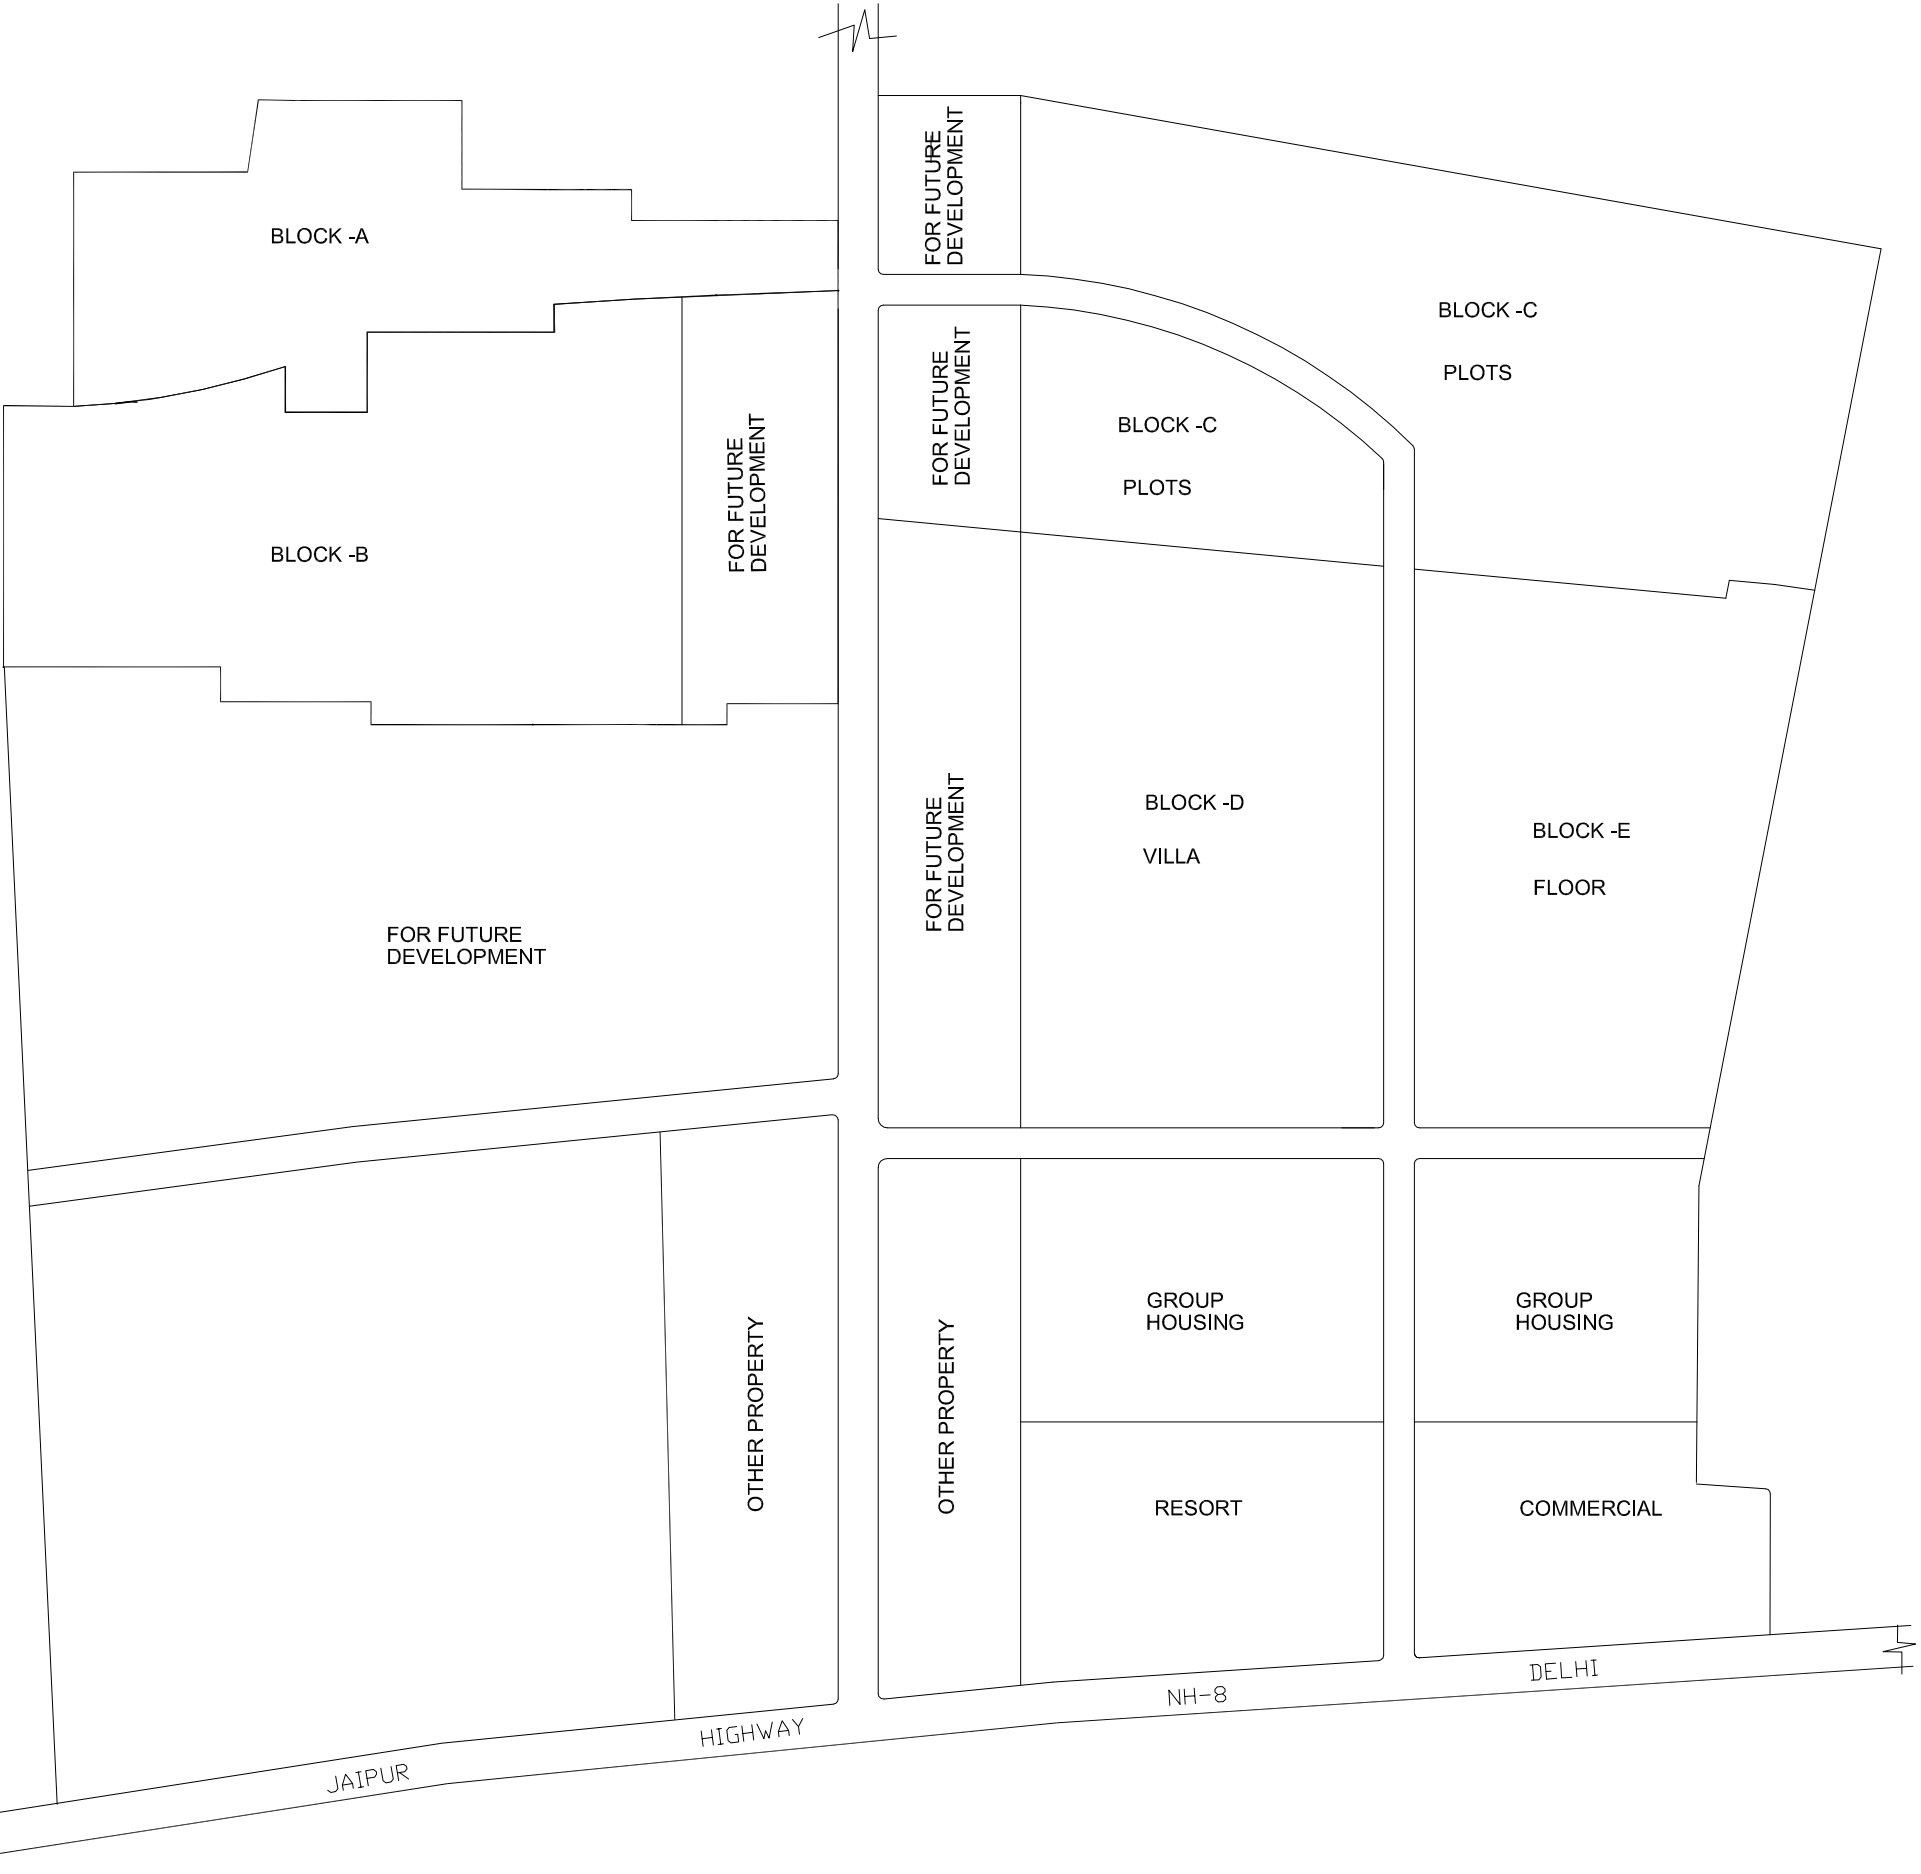 FOR FUTURE
DEVELOPMENT
BLOCK -A
BLOCK -C
PLOTS
FOR FUTURE
DEVELOPMENT
BLOCK -C
PLOTS
FOR FUTURE
DEVELOPMENT
BLOCK -B
BLOCK -D
VILLA
BLOCK -E
FLOOR
FOR FUTURE
DEVELOPMENT
FOR FUTURE
DEVELOPMENT
GROUP
HOUSING
GROUP
HOUSING
OTHER PROPERTY
OTHER PROPERTY
RESORT
COMMERCIAL
JAIPUR HIGHWAY NH-8 DELHI